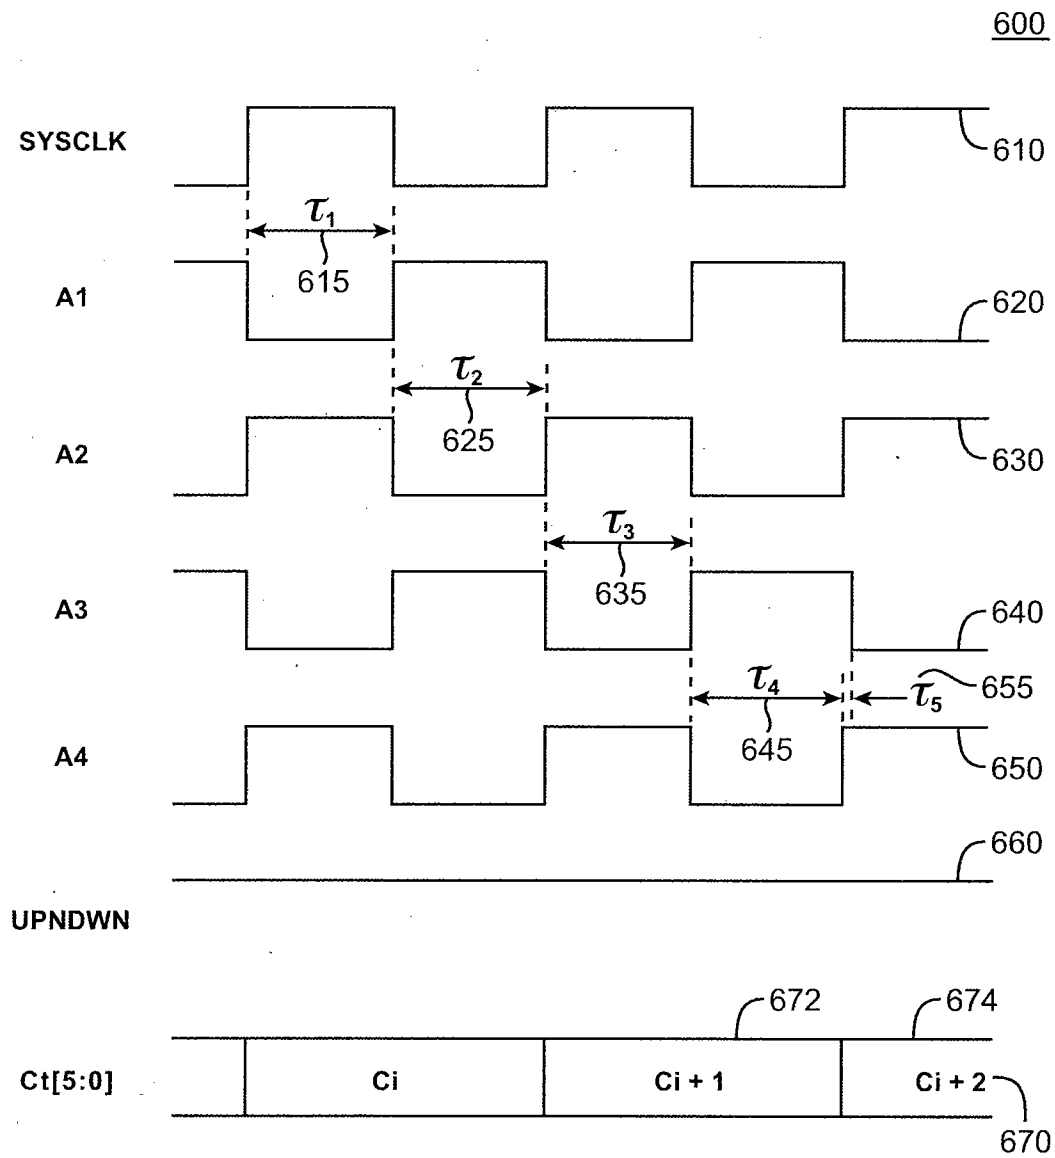 600
SYSCLK
610
τ1
615
A1
620
τ2
625
A2
630
τ3
635
A3
640
τ4
τ5
655
645
A4
650
660
UPNDWN
672
674
Ct[5:0]
Ci
Ci + 1
Ci + 2
670